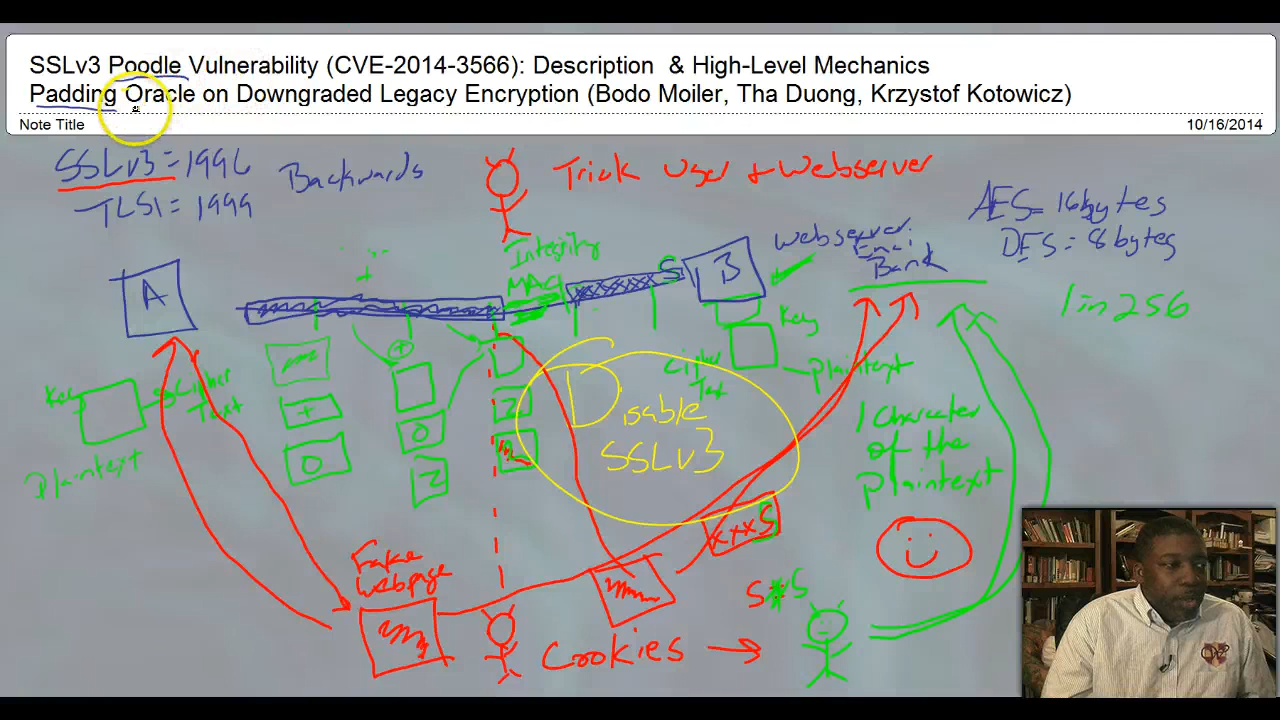 SSLv3 Poodle Vulnerability (CVE-2014-3566): Description & High-Level Mechanics
Padding Oracle on Downgraded Legacy Encryption (Bodo Moiler, Tha Duong, Krzystof Kotowicz)
Note Title
10/16/2014
SSLv3 = 1996
Backwards
TLS1 = 1999
Trick User + Webserver
AES = 16bytes
DES = 8 bytes
Integrity
MAC
Webserver
Bank
A
S
B
1 in 256
+
Key
Cipher
Text
Plaintext
+
+
O
O
Z
Z
Key
Cipher
Text
Plaintext
Disable
SSLv3
1 Character
of the
plaintext
Fake
Webpage
xxxS
Cookies